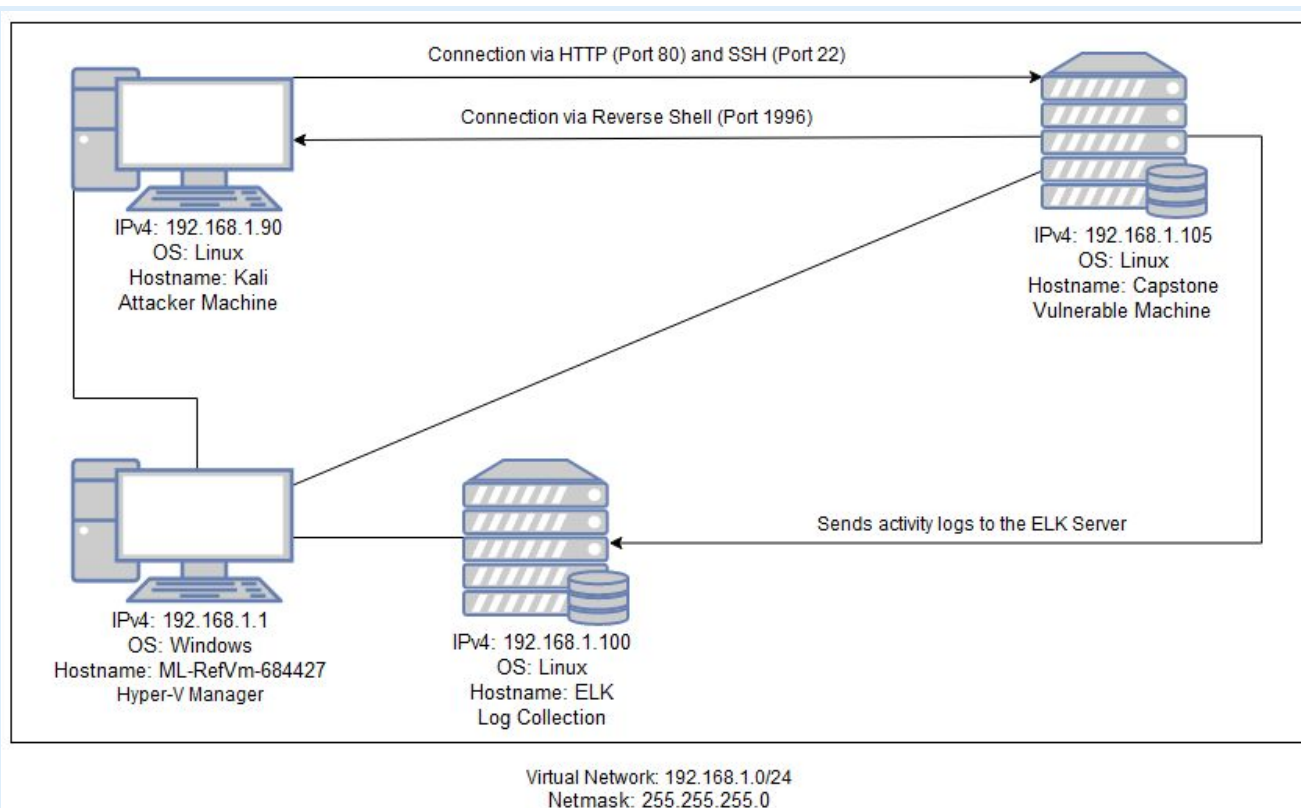 Connection via HTTP (Port 80) and SSH (Port 22)
Connection via Reverse Shell (Port 1996)
IPv4: 192.168.1.90
OS: Linux
Hostname: Kali
Attacker Machine
IPv4: 192.168.1.105
OS: Linux
Hostname: Capstone
Vulnerable Machine
Sends activity logs to the ELK Server
IPv4: 192.168.1.1
OS: Windows
Hostname: ML-RefVm-684427
Hyper-V Manager
IPv4: 192.168.1.100
OS: Linux
Hostname: ELK
Log Collection
Virtual Network: 192.168.1.0/24
Netmask: 255.255.255.0